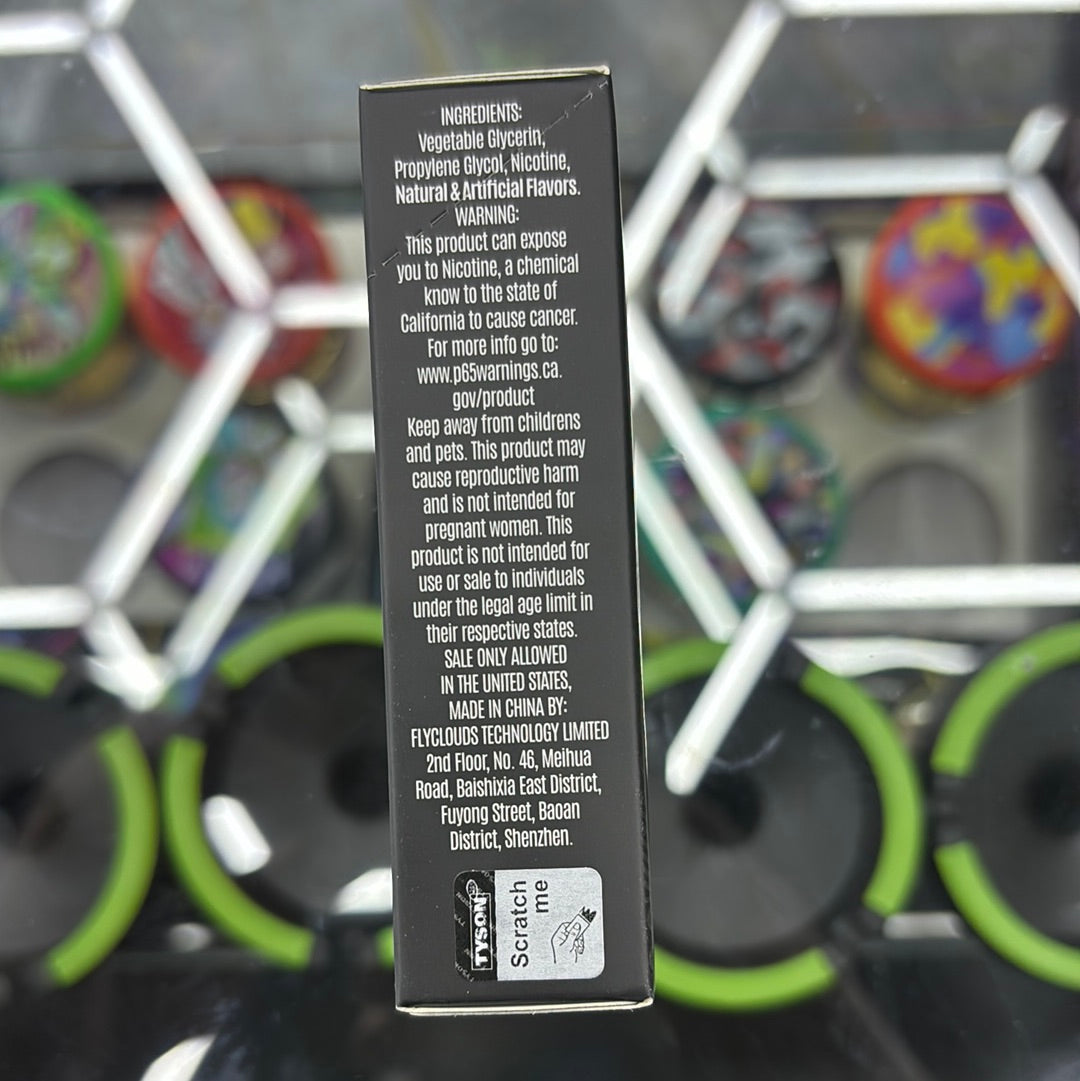 INGREDIENTS:
Vegetable Glycerin,
Propylene Glycol, Nicotine,
Natural & Artificial Flavors.
WARNING:
This product can expose
you to Nicotine, a chemical
know to the state of
California to cause cancer.
For more info go to:
www.p65warnings.ca.
gov/product
Keep away from childrens
and pets. This product may
cause reproductive harm
and is not intended for
pregnant women. This
product is not intended for
use or sale to individuals
under the legal age limit in
their respective states.
SALE ONLY ALLOWED
IN THE UNITED STATES,
MADE IN CHINA BY:
FLYCLOUDS TECHNOLOGY LIMITED
2nd Floor, No. 46, Meihua
Road, Baishixia East District,
Fuyong Street, Baoan
District, Shenzhen.
TYSON
Scratch
me